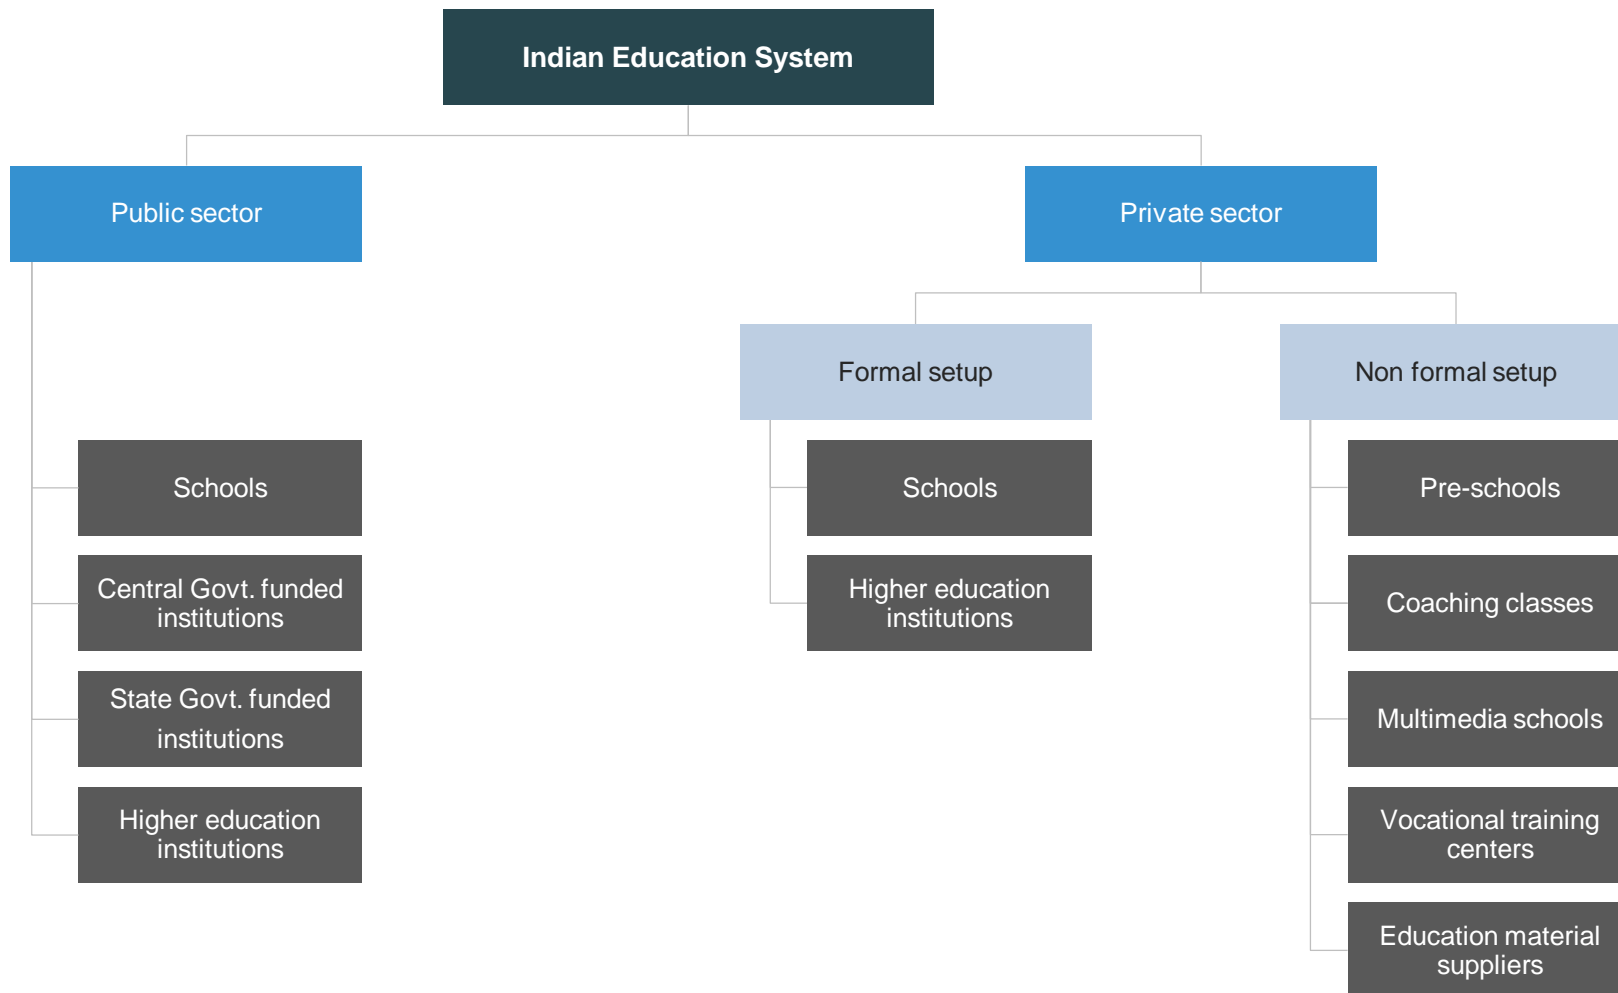 Indian Education System
Public sector
Private sector
Formal setup
Non formal setup
Schools
Central Govt. funded
institutions
State Govt. funded
institutions
Higher education
institutions
Schools
Higher education
institutions
Pre-schools
Coaching classes
Multimedia schools
Vocational training
centers
Education material
suppliers